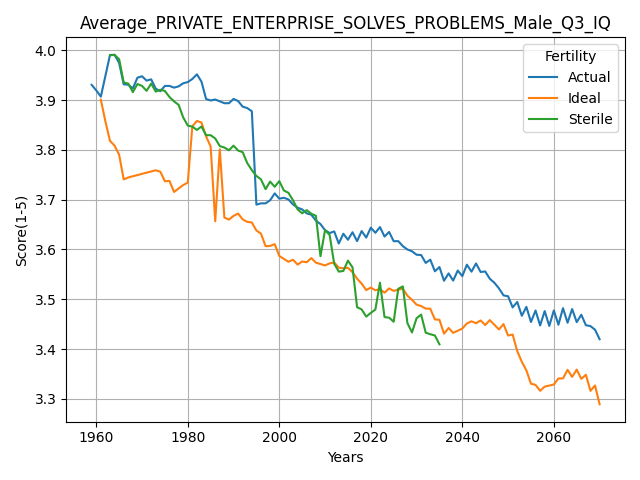 Average_PRIVATE_ENTERPRISE_SOLVES_PROBLEMS_Male_Q3_IQ
Fertility
Actual
Ideal
Sterile
Score(1-5)
4.0
3.9
3.8
3.7
3.6
3.5
3.4
3.3
1960 1980 2000 2020 2040 2060
Years